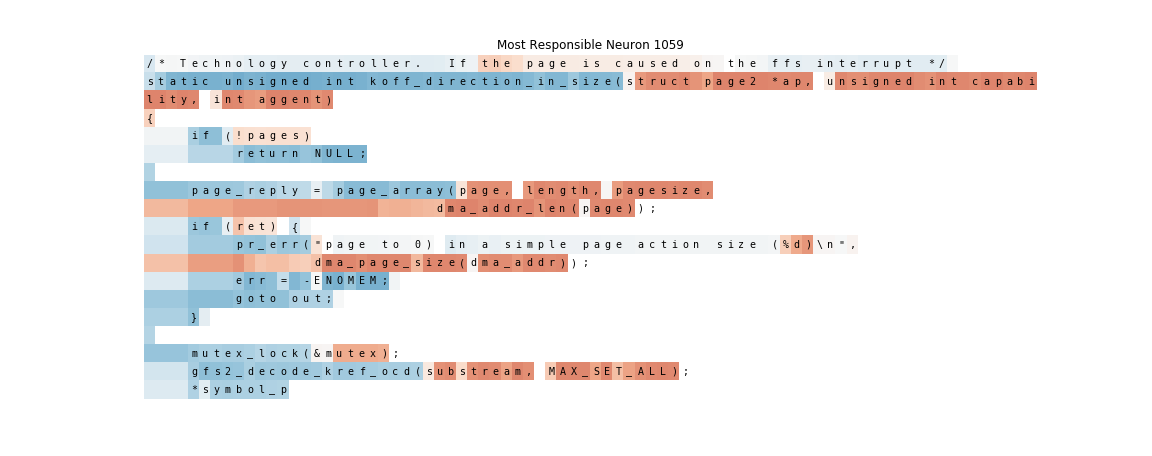 Most Responsible Neuron 1059
/* Technology controller.  If the page is caused on the ffs interrupt */
static unsigned int koff_direction_in_size(struct page2 *ap, unsigned int capabi
lity, int aggent)
{
    if (!pages)
        return NULL;
    page_reply = page_array(page, length, pagesize,
                          dma_addr_len(page));
    if (ret) {
        pr_err("page to 0) in a simple page action size (%d)\n",
               dma_page_size(dma_addr));
        err = -ENOMEM;
        goto out;
    }
    mutex_lock(&mutex);
    gfs2_decode_kref_ocd(substream, MAX_SET_ALL);
    *symbol_p